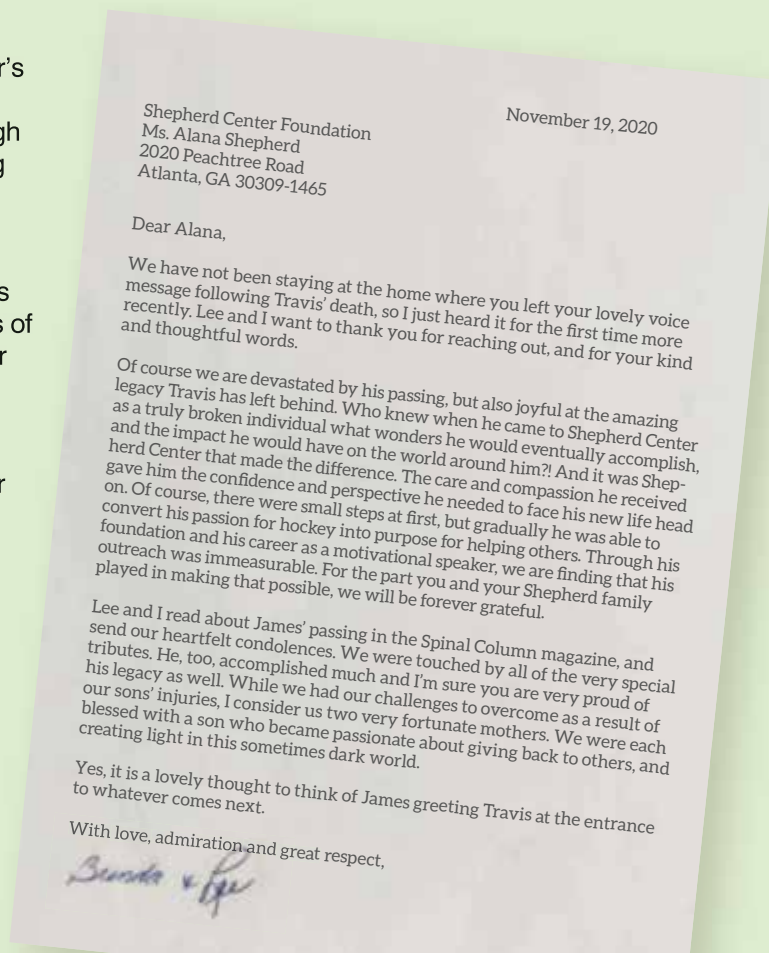 r's
gh
g
s
s of
r
r
November 19, 2020
Shepherd Center Foundation
Ms. Alana Shepherd
2020 Peachtree Road
Atlanta, GA 30309-1465
Dear Alana,
We have not been staying at the home where you left your lovely voice
message following Travis’ death, so I just heard it for the first time more
recently. Lee and I want to thank you for reaching out, and for your kind
and thoughtful words.
Of course we are devastated by his passing, but also joyful at the amazing
legacy Travis has left behind. Who knew when he came to Shepherd Center
as a truly broken individual what wonders he would eventually accomplish,
and the impact he would have on the world around him?! And it was Shep-
herd Center that made the difference. The care and compassion he received
gave him the confidence and perspective he needed to face his new life head
on. Of course, there were small steps at first, but gradually he was able to
convert his passion for hockey into purpose for helping others. Through his
foundation and his career as a motivational speaker, we are finding that his
outreach was immeasurable. For the part you and your Shepherd family
played in making that possible, we will be forever grateful.
Lee and I read about James’ passing in the Spinal Column magazine, and
send our heartfelt condolences. We were touched by all of the very special
tributes. He, too, accomplished much and I’m sure you are very proud of
his legacy as well. While we had our challenges to overcome as a result of
our sons’ injuries, I consider us two very fortunate mothers. We were each
blessed with a son who became passionate about giving back to others, and
creating light in this sometimes dark world.
Yes, it is a lovely thought to think of James greeting Travis at the entrance
to whatever comes next.
With love, admiration and great respect,
Brenda & Lee